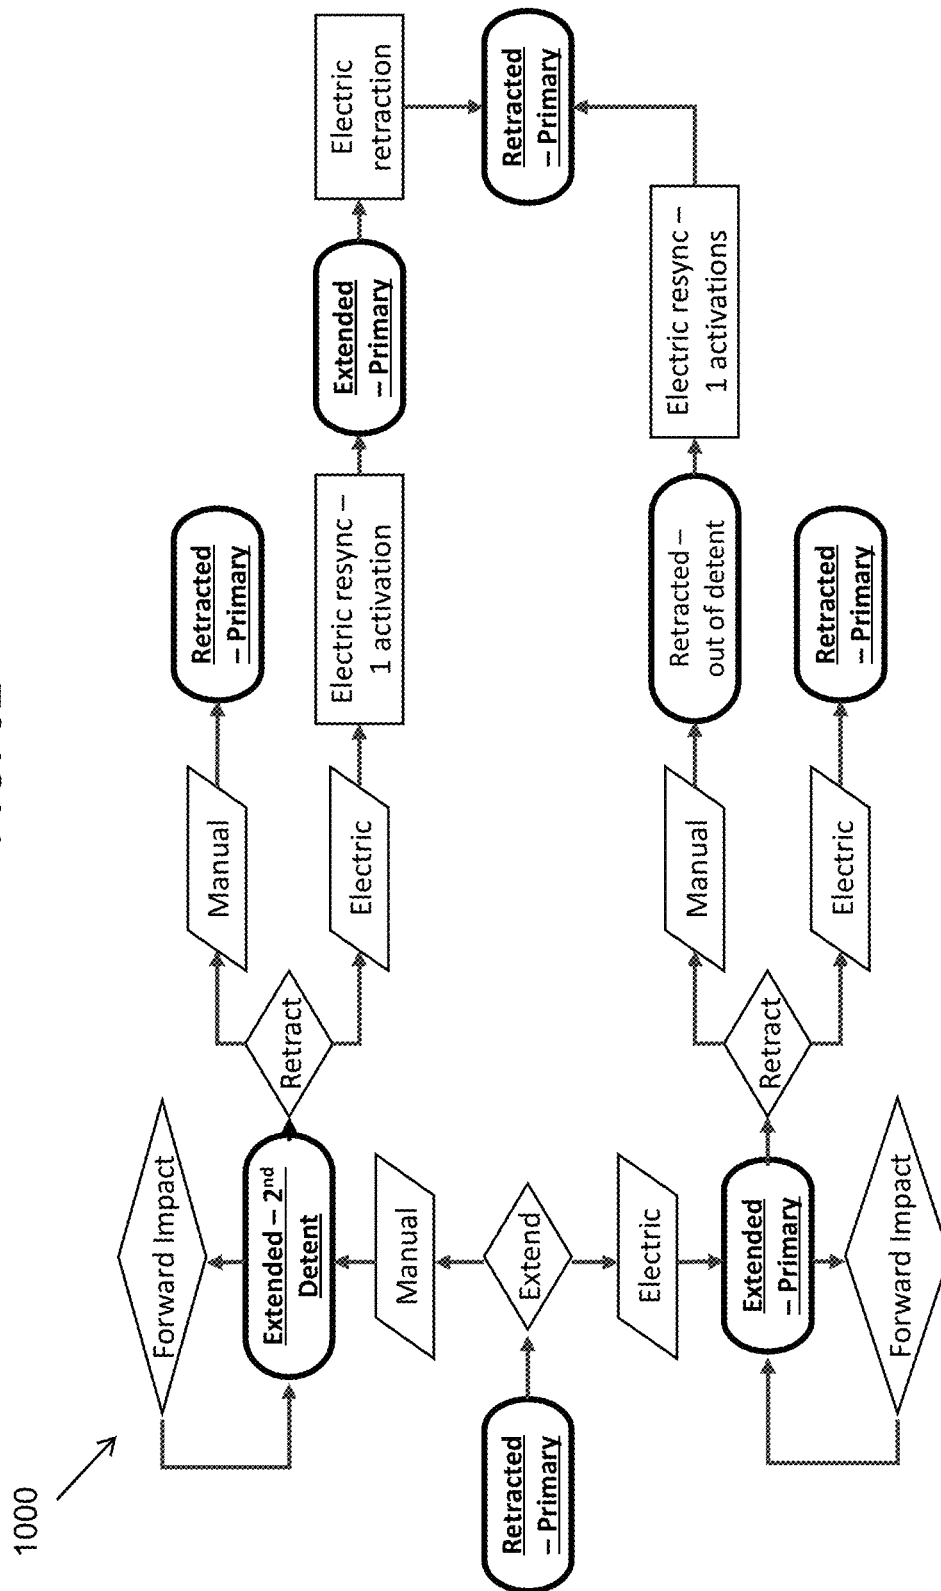 1000
Forward Impact
Manual
Retracted
– Primary
Extended – 2nd
Detent
Retract
Electric
Electric resync –
1 activation
Extended
– Primary
Electric
retraction
Manual
Retracted
– Primary
Extend
Retracted
– Primary
Electric
Manual
Retracted –
out of detent
Electric resync –
1 activations
Extended
– Primary
Retract
Electric
Retracted
– Primary
Forward Impact